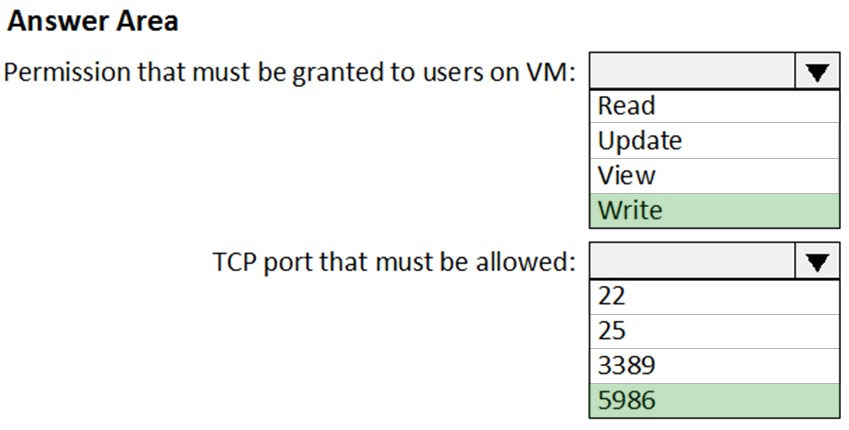 Answer Area
Permission that must be granted to users on VM:
Read
Update
View
Write
TCP port that must be allowed:
22
25
3389
5986